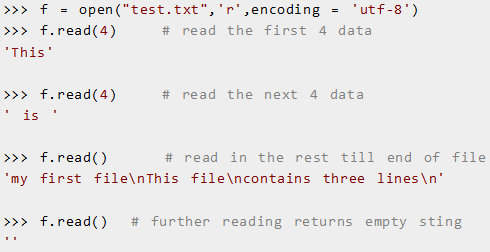 >>> f = open("test.txt",'r',encoding = 'utf-8')
>>> f.read(4)     # read the first 4 data
'This'
>>> f.read(4)     # read the next 4 data
' is '
>>> f.read()      # read in the rest till end of file
'my first file\nThis file\ncontains three lines\n'
>>> f.read()  # further reading returns empty sting
''